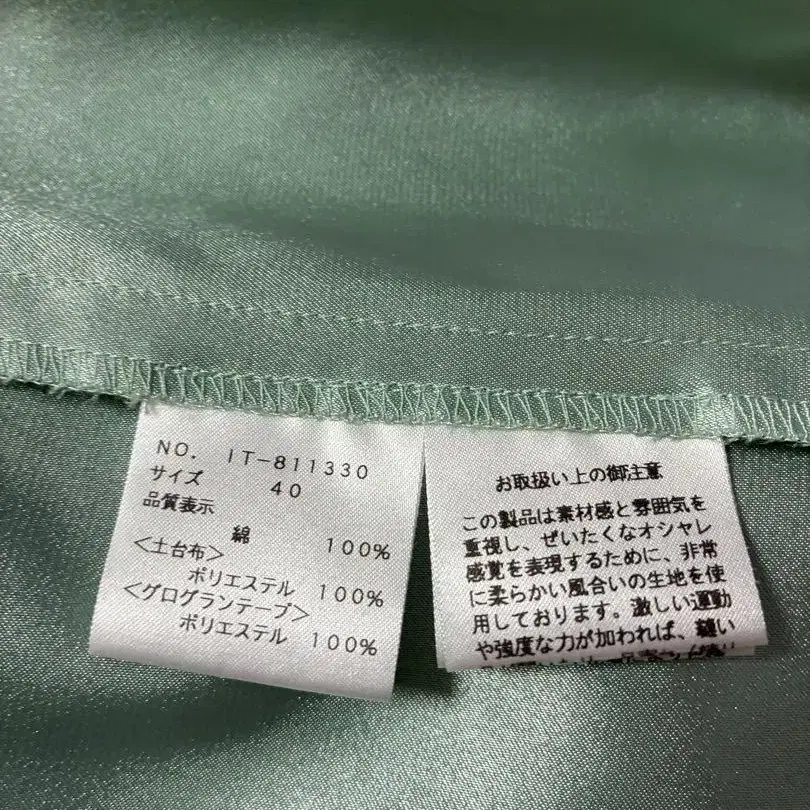 NO. IT-811330
サイズ 40
品質表示
綿 100%
<土台布>
ポリエステル 100%
<グログランテープ>
ポリエステル 100%
お取扱い上の御注意
この製品は素材感と雰囲気を
重視し、ぜいたくなオシャレ
感覚を表現するために、非常
に柔らかい風合いの生地を使
用しております。激しい運動
や強度な力が加われば、縫い